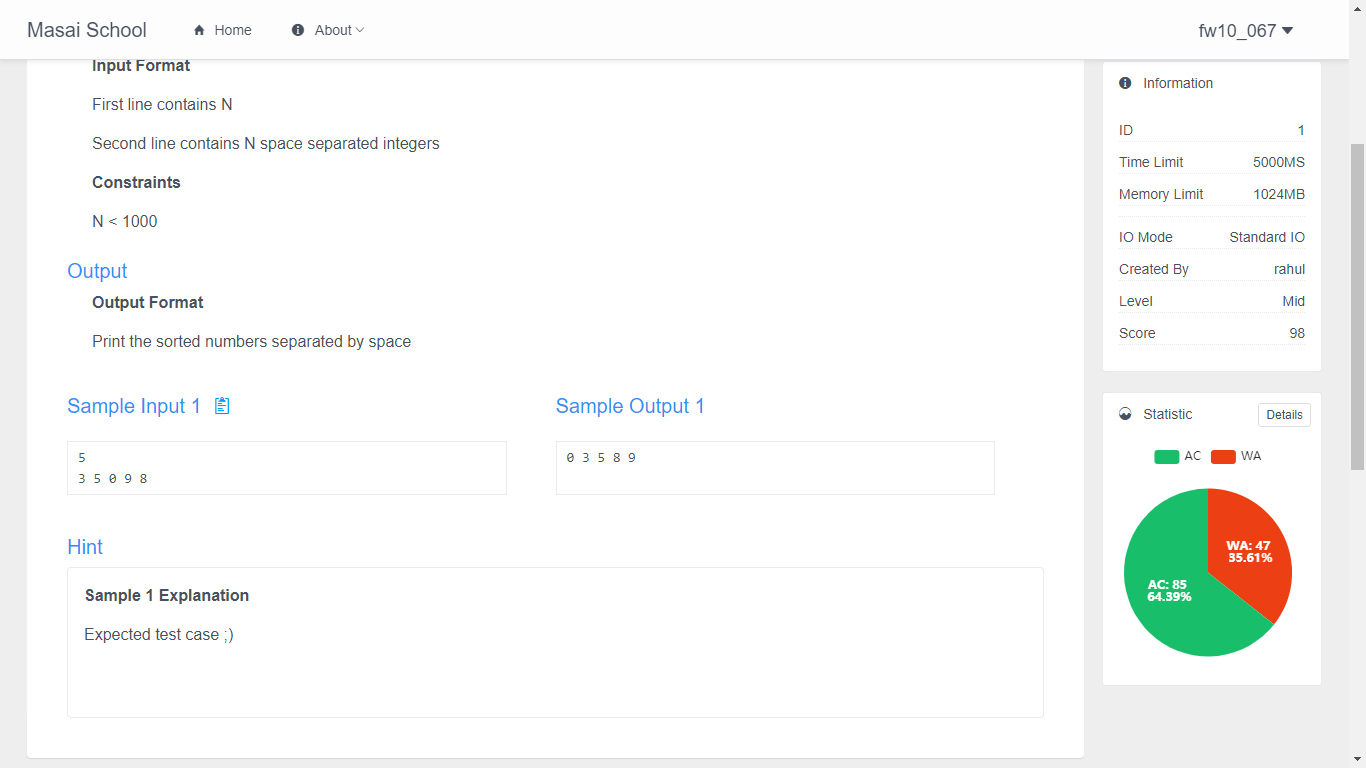 Masai School Home About fw10_067
Input Format
First line contains N
Second line contains N space separated integers
Constraints
N < 1000
Output
Output Format
Print the sorted numbers separated by space
Sample Input 1
5
3 5 0 9 8
Sample Output 1
0 3 5 8 9
Hint
Sample 1 Explanation
Expected test case ;)
Information
ID 1
Time Limit 5000MS
Memory Limit 1024MB
IO Mode Standard IO
Created By rahul
Level Mid
Score 98
Statistic Details
AC WA
WA: 47
35.61%
AC: 85
64.39%